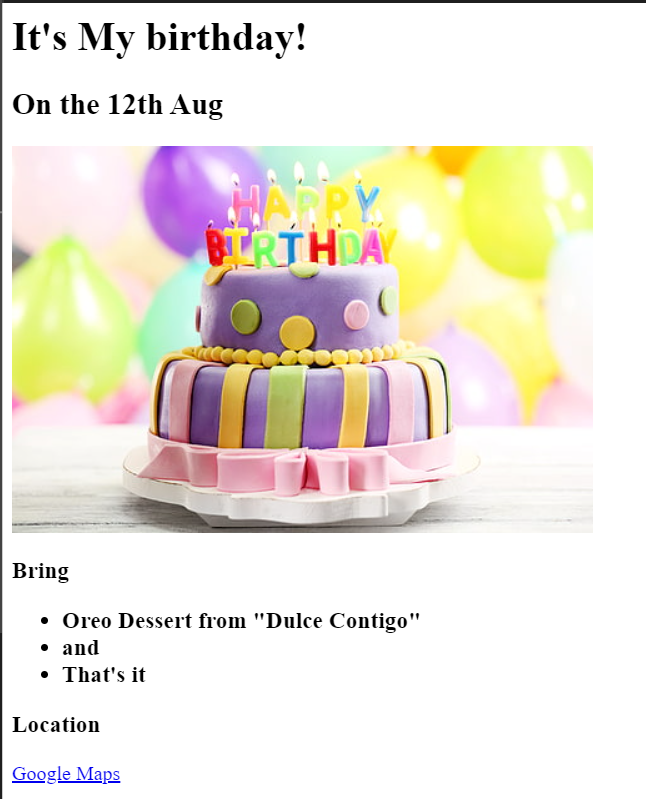 It's My birthday!
On the 12th Aug
HAPPY
BIRTHDAY
Bring
Oreo Dessert from "Dulce Contigo"
and
That's it
Location
Google Maps